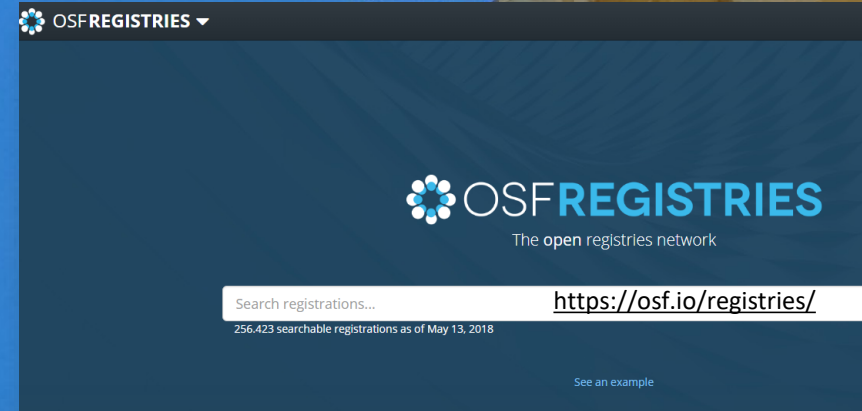 OSFREGISTRIES
OSFREGISTRIES
The open registries network
Search registrations... https://osf.io/registries/
256.423 searchable registrations as of May 13, 2018
See an example